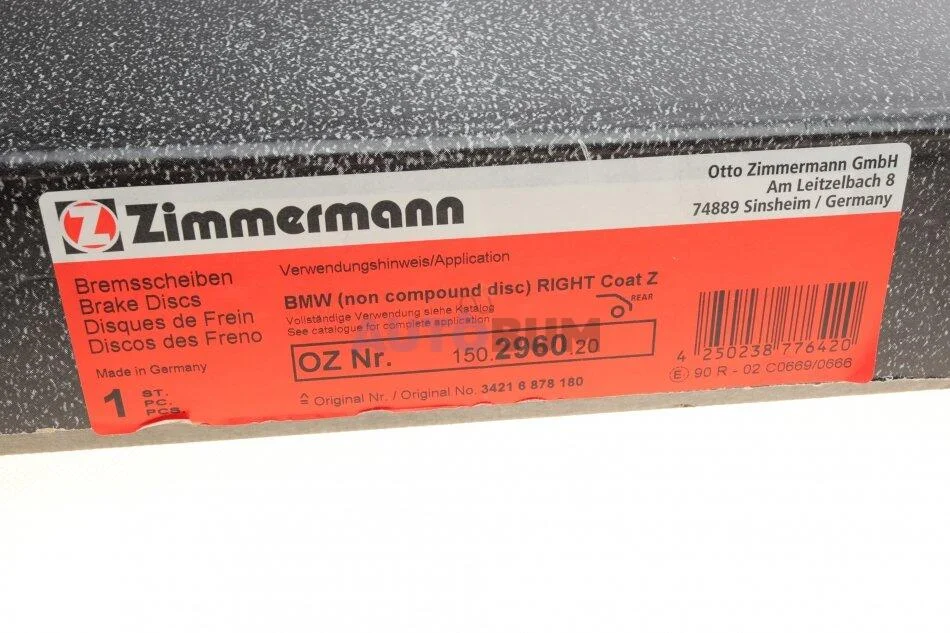 Zimmermann
Otto Zimmermann GmbH
Am Leitzelbach 8
74889 Sinsheim / Germany
Bremsscheiben
Brake Discs
Disques de Frein
Discos des Freno
Made in Germany
1 ST.
PC.
PCS.
Verwendungshinweis/Application
BMW (non compound disc) RIGHT Coat Z
Vollständige Verwendung siehe Katalog
See catalogue for complete application
REAR
AUTOBUM
OZ Nr. 150.2960.20
≙ Original Nr. / Original No. 3421 6 878 180
4 250238 776420
E 90 R - 02 C0669/0666